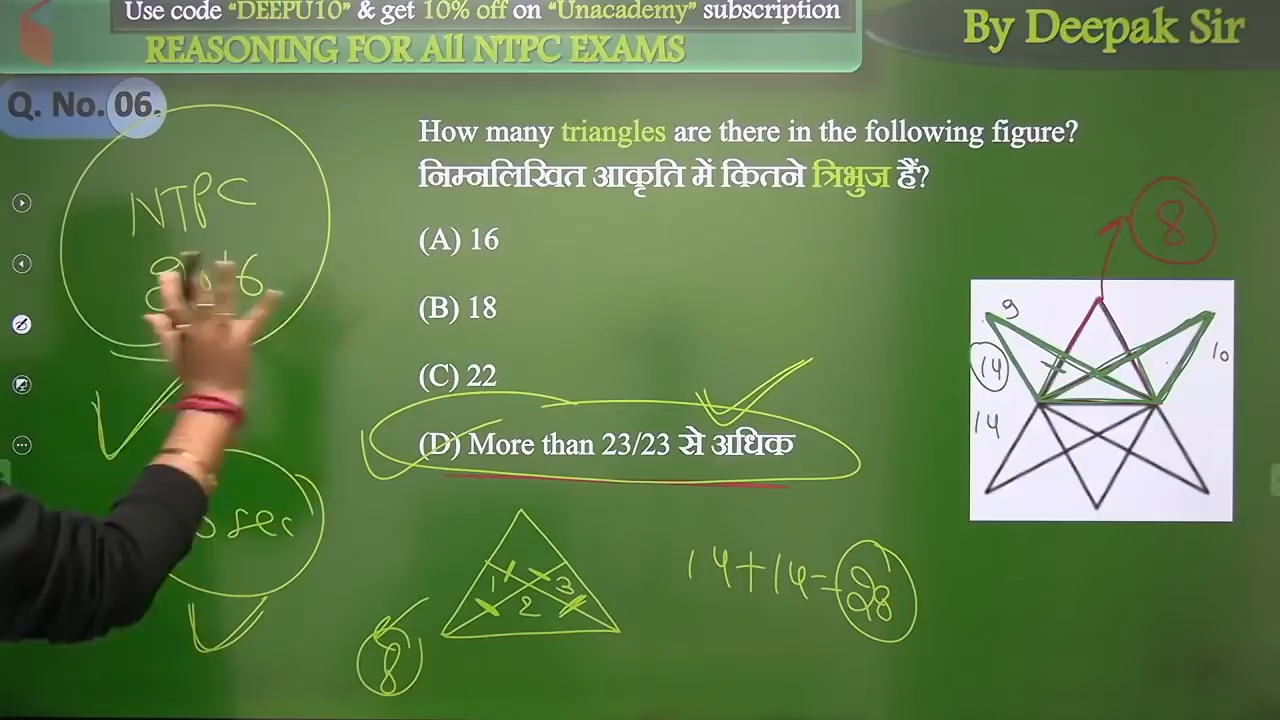 Use code “DEEPU10” & get 10% off on “Unacademy” subscription
REASONING FOR All NTPC EXAMS
By Deepak Sir
Q. No. 06.
How many triangles are there in the following figure?
निम्नलिखित आकृति में कितने त्रिभुज हैं?
(A) 16
(B) 18
(C) 22
(D) More than 23/23 से अधिक
NTPC
sec
8
9
10
14
14
1
2
3
8
14+14=28